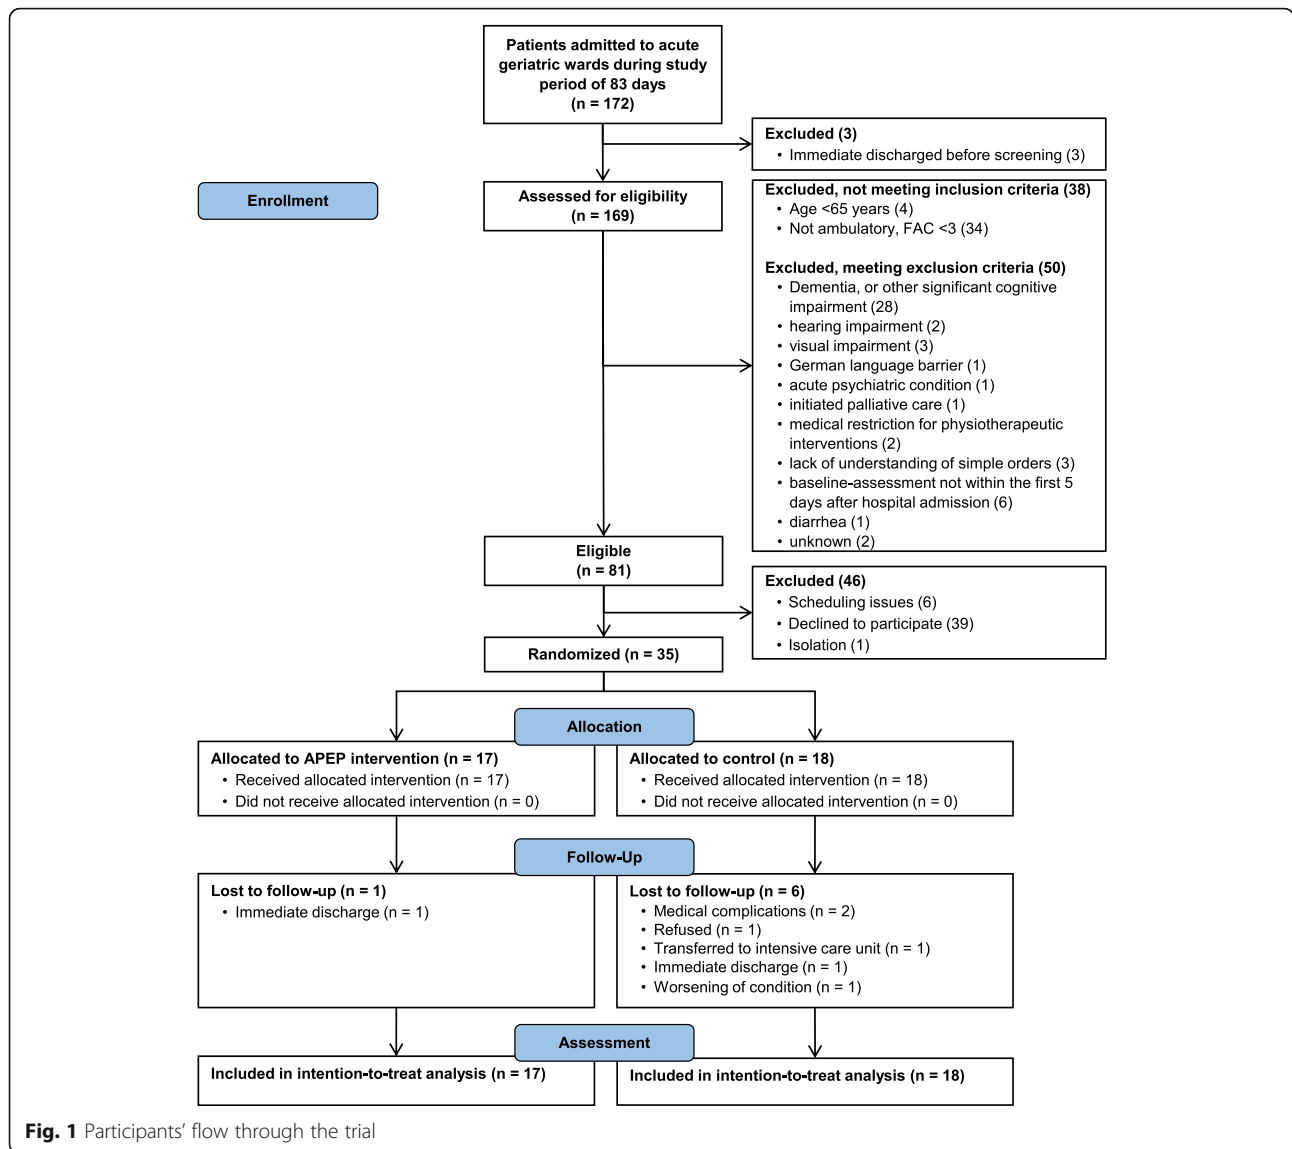 Patients admitted to acute
geriatric wards during study
period of 83 days
(n = 172)
Excluded (3)
• Immediate discharged before screening (3)
Enrollment
Assessed for eligibility
(n = 169)
Excluded, not meeting inclusion criteria (38)
• Age <65 years (4)
• Not ambulatory, FAC <3 (34)
Excluded, meeting exclusion criteria (50)
• Dementia, or other significant cognitive
impairment (28)
• hearing impairment (2)
• visual impairment (3)
• German language barrier (1)
• acute psychiatric condition (1)
• initiated palliative care (1)
• medical restriction for physiotherapeutic
interventions (2)
• lack of understanding of simple orders (3)
• baseline-assessment not within the first 5
days after hospital admission (6)
• diarrhea (1)
• unknown (2)
Eligible
(n = 81)
Excluded (46)
• Scheduling issues (6)
• Declined to participate (39)
• Isolation (1)
Randomized (n = 35)
Allocation
Allocated to APEP intervention (n = 17)
• Received allocated intervention (n = 17)
• Did not receive allocated intervention (n = 0)
Allocated to control (n = 18)
• Received allocated intervention (n = 18)
• Did not receive allocated intervention (n = 0)
Follow-Up
Lost to follow-up (n = 1)
• Immediate discharge (n = 1)
Lost to follow-up (n = 6)
• Medical complications (n = 2)
• Refused (n = 1)
• Transferred to intensive care unit (n = 1)
• Immediate discharge (n = 1)
• Worsening of condition (n = 1)
Assessment
Included in intention-to-treat analysis (n = 17)
Included in intention-to-treat analysis (n = 18)
Fig. 1 Participants' flow through the trial